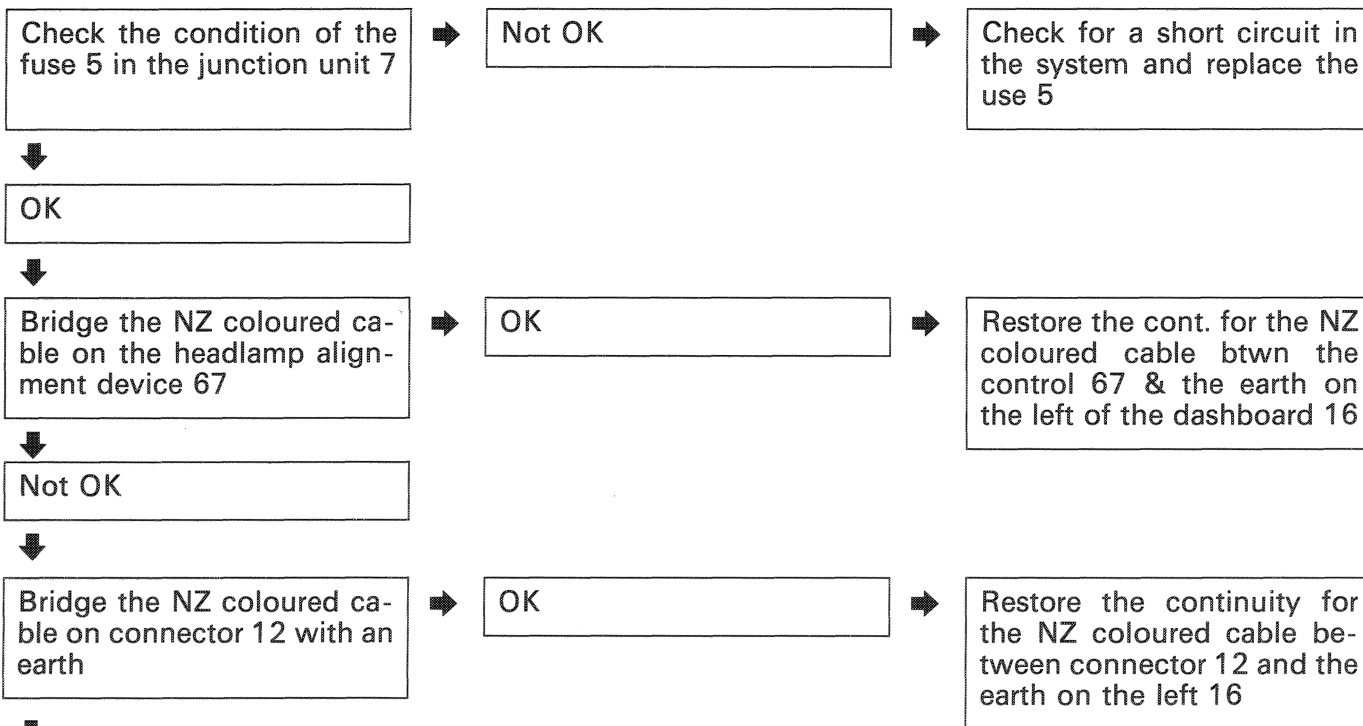 Check the condition of the
fuse 5 in the junction unit 7
Not OK
Check for a short circuit in
the system and replace the
use 5
OK
Bridge the NZ coloured ca-
ble on the headlamp align-
ment device 67
OK
Restore the cont. for the NZ
coloured cable btwn the
control 67 & the earth on
the left of the dashboard 16
Not OK
Bridge the NZ coloured ca-
ble on connector 12 with an
earth
OK
Restore the continuity for
the NZ coloured cable be-
tween connector 12 and the
earth on the left 16